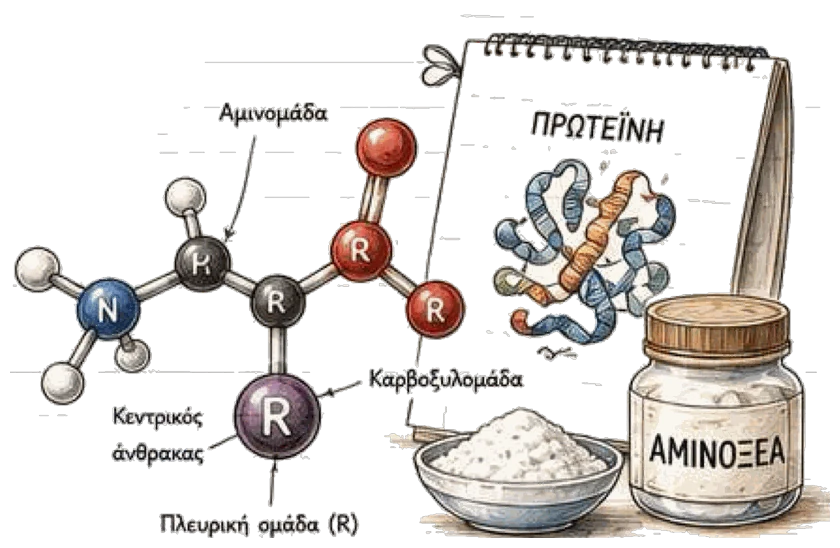 Αμινομάδα
ΠΡΩΤΕΪΝΗ
R
R
N
R
R
Καρβοξυλομάδα
R
Κεντρικός
άνθρακας
ΑΜΙΝΟΞΕΑ
Πλευρική ομάδα (R)